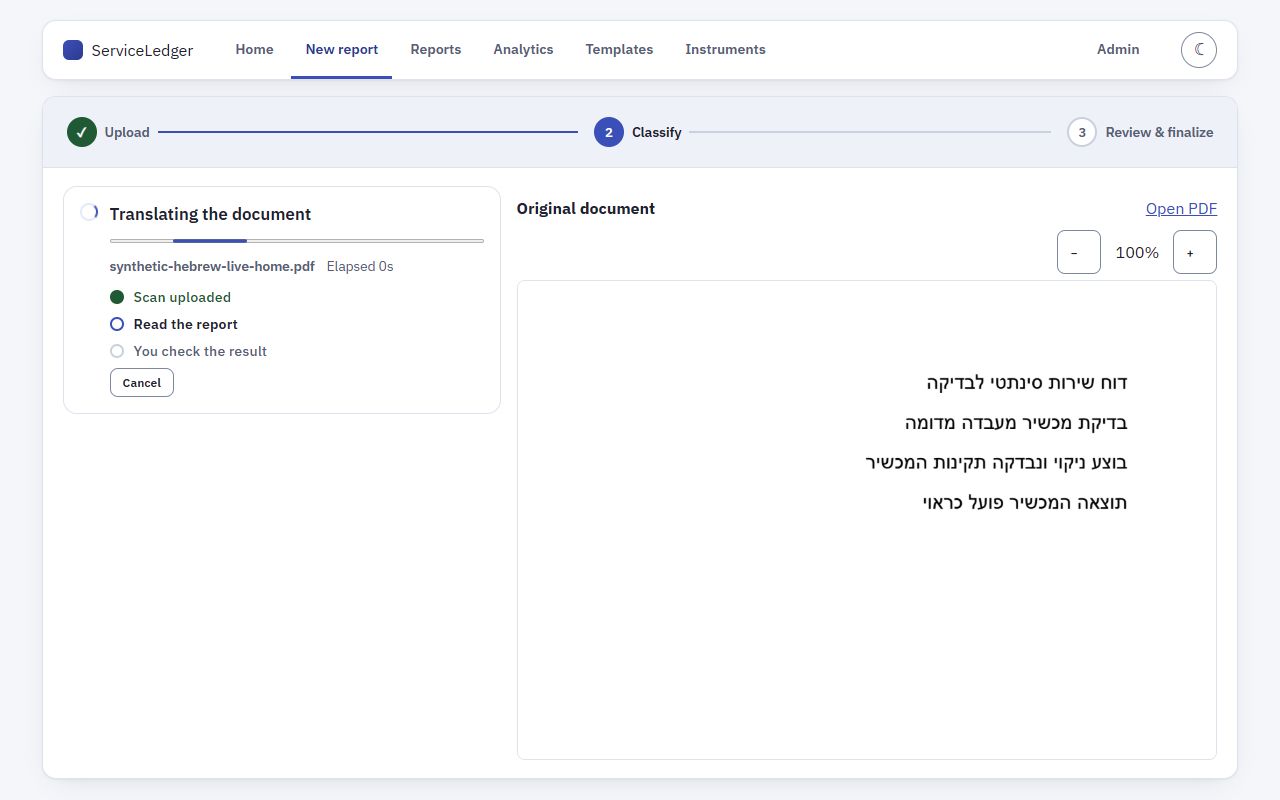 ServiceLedger
Home
New report
Reports
Analytics
Templates
Instruments
Admin
Upload
2
Classify
3
Review & finalize
Translating the document
synthetic-hebrew-live-home.pdf Elapsed 0s
Scan uploaded
Read the report
You check the result
Cancel
Original document
Open PDF
−
100%
+
דוח שירות סינתטי לבדיקה
בדיקת מכשיר מעבדה מדומה
בוצע ניקוי ונבדקה תקינות המכשיר
תוצאה המכשיר פועל כראוי